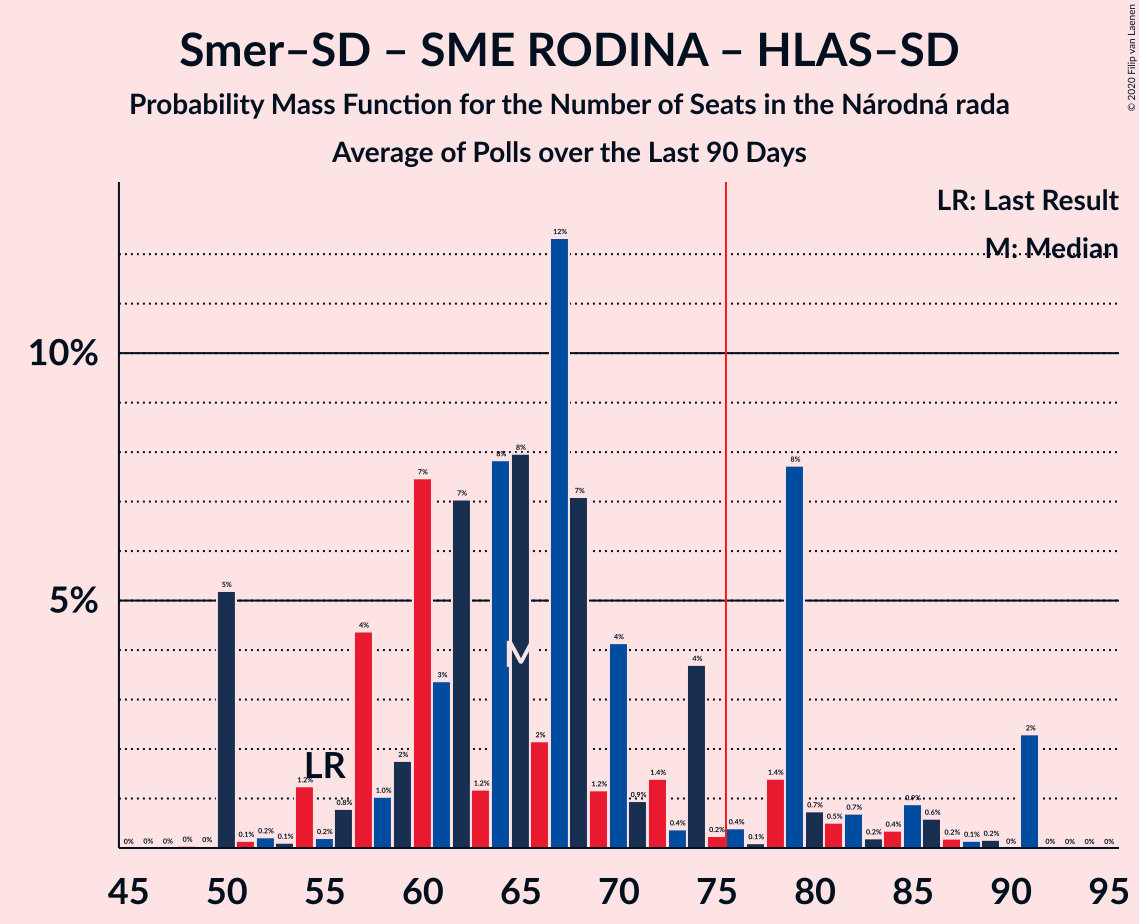 Smer–SD – SME RODINA – HLAS–SD
Probability Mass Function for the Number of Seats in the Národná rada
Average of Polls over the Last 90 Days
© 2020 Filip van Laenen
LR: Last Result
M: Median
10%
5%
0% 0% 0% 0% 0% 5% 0.1% 0.2% 0.1% 1.2% 0.2% 0.8% 4% 1.0% 2% 7% 3% 7% 1.2% 8% 8% 2% 12% 7% 1.2% 4% 0.9% 1.4% 0.4% 4% 0.2% 0.4% 0.1% 1.4% 8% 0.7% 0.5% 0.7% 0.2% 0.4% 0.9% 0.6% 0.2% 0.1% 0.2% 0% 2% 0% 0% 0% 0%
LR
M
45 50 55 60 65 70 75 80 85 90 95